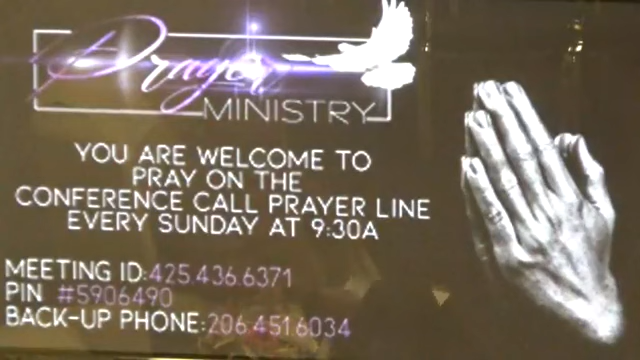 Prayer
MINISTRY
YOU ARE WELCOME TO
PRAY ON THE
CONFERENCE CALL PRAYER LINE
EVERY SUNDAY AT 9:30A
MEETING ID:425.436.6371
PIN #5906490
BACK-UP PHONE:206.451.6034